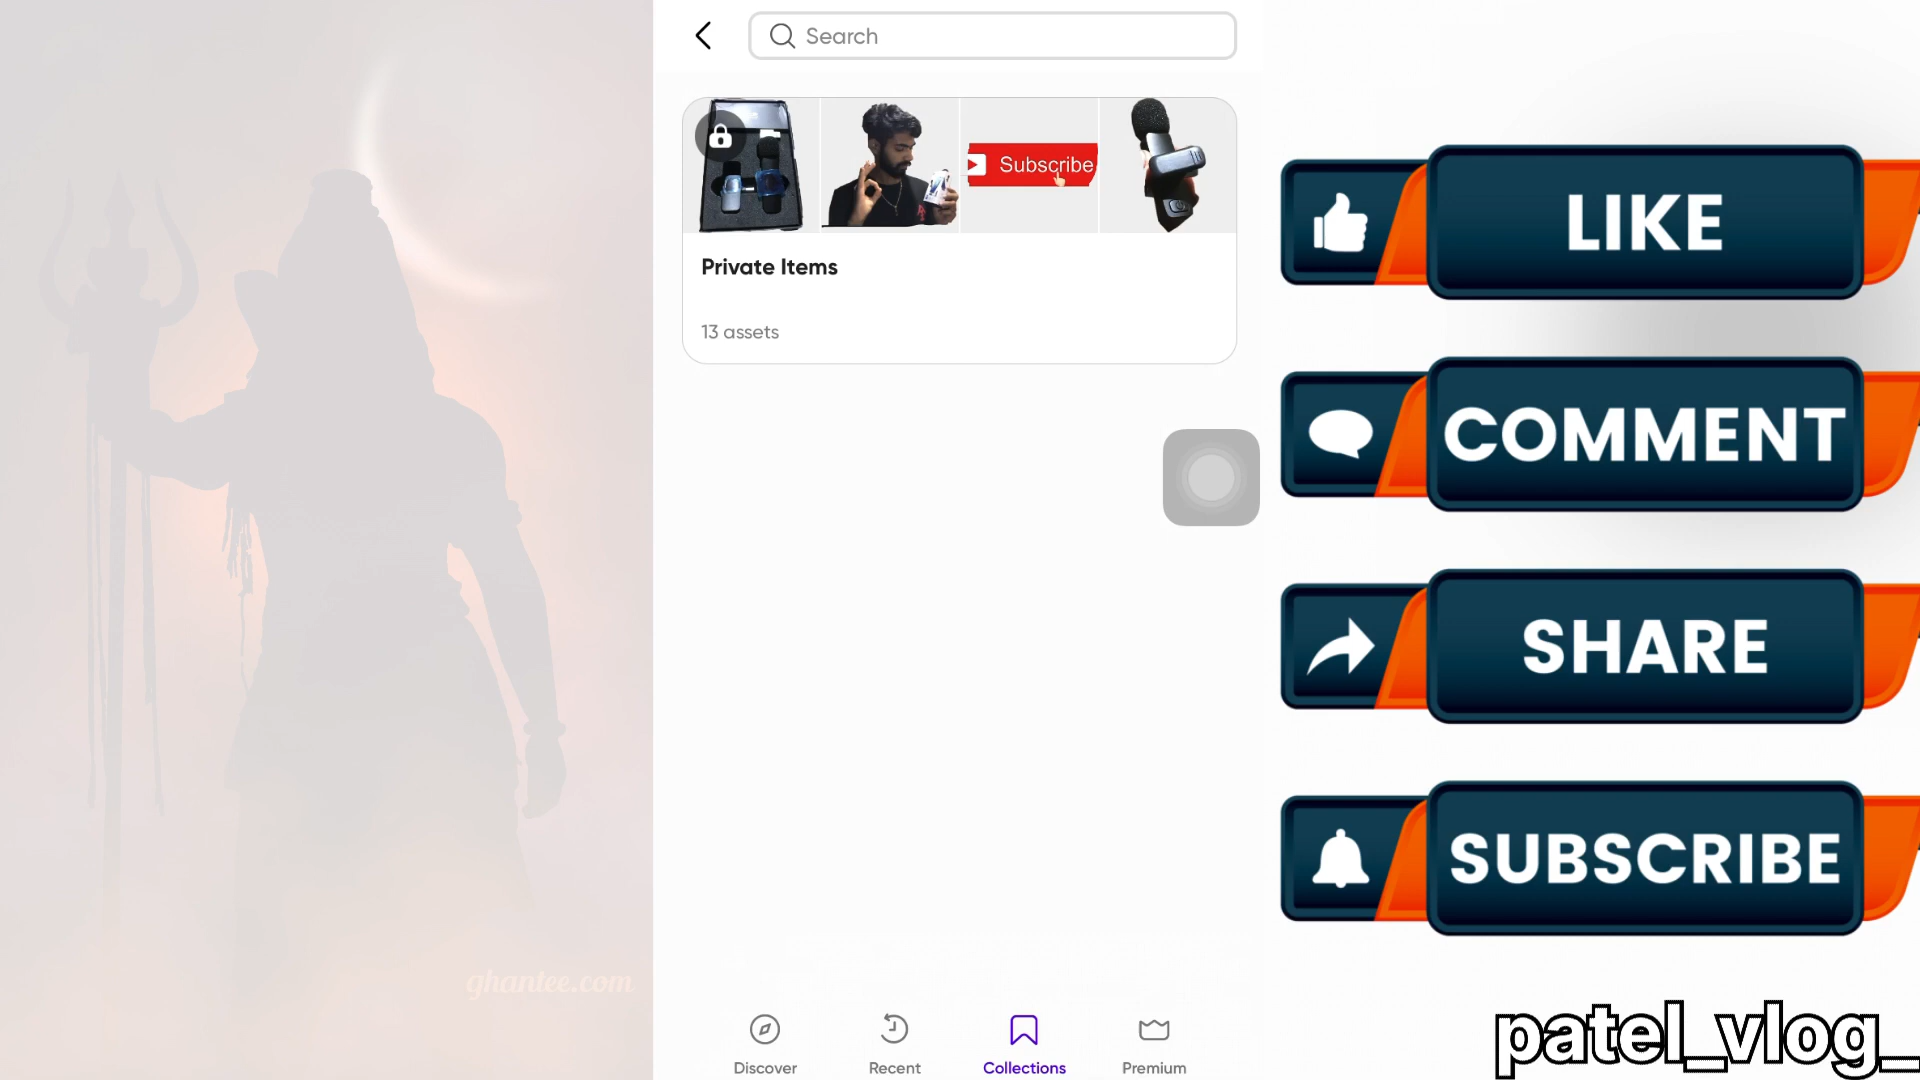 Search
Subscribe
Private Items
13 assets
LIKE
COMMENT
SHARE
SUBSCRIBE
ghantee.com
Discover
Recent
Collections
Premium
patel_vlog_